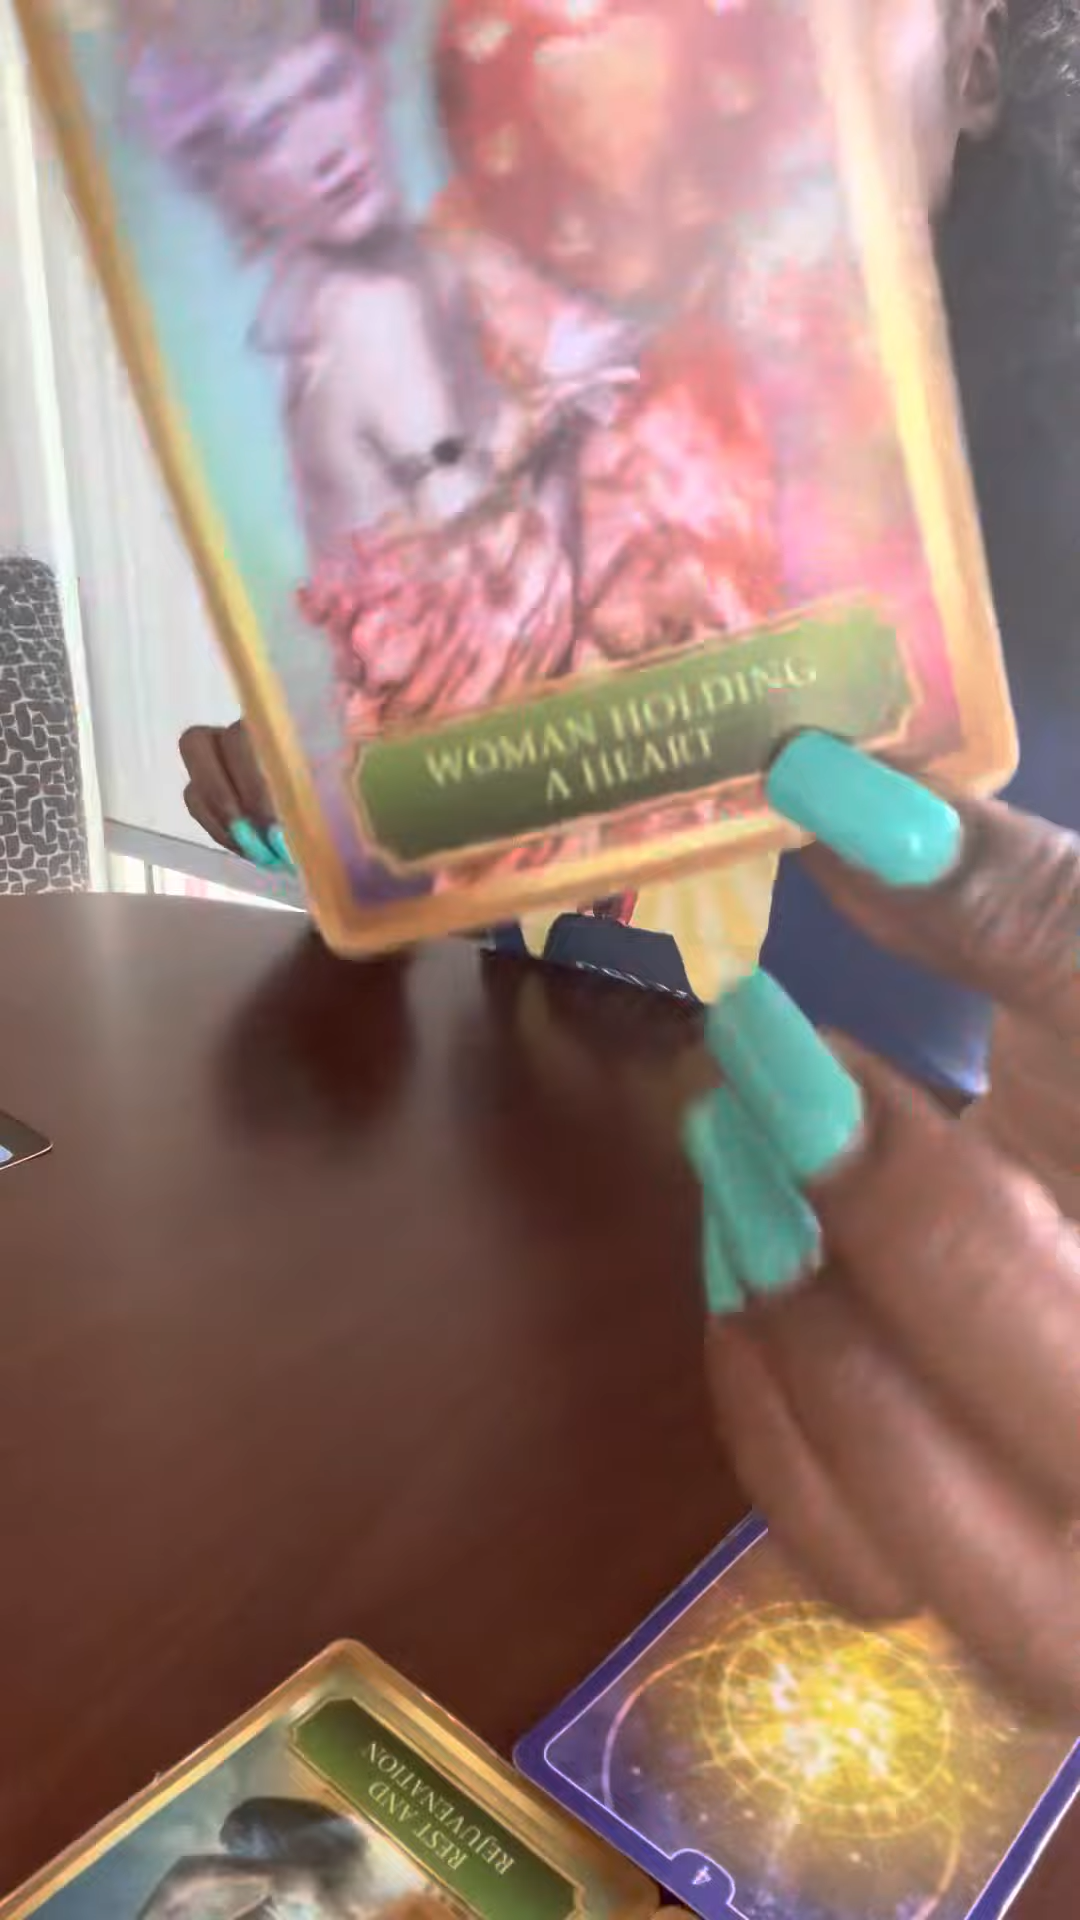 WOMAN HOLDING
A HEART
REST AND
REJUVENATION
4